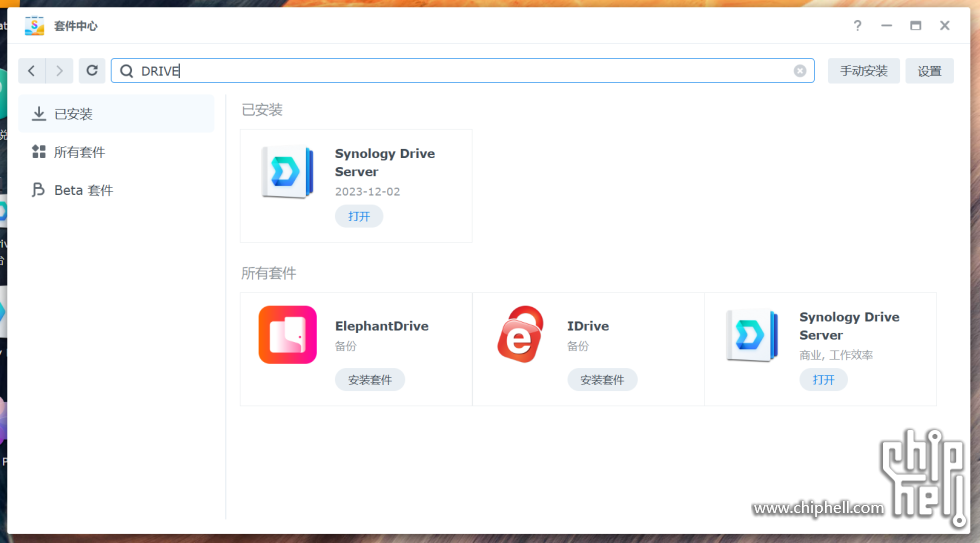 套件中心
DRIVE
手动安装
设置
已安装
所有套件
Beta 套件
已安装
Synology Drive
Server
2023-12-02
打开
所有套件
ElephantDrive
备份
安装套件
IDrive
备份
安装套件
Synology Drive
Server
商业, 工作效率
打开
chip
hell
www.chiphell.com